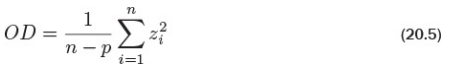 OD = \frac{1}{n-p} \sum_{i=1}^{n} z_i^2 (20.5)